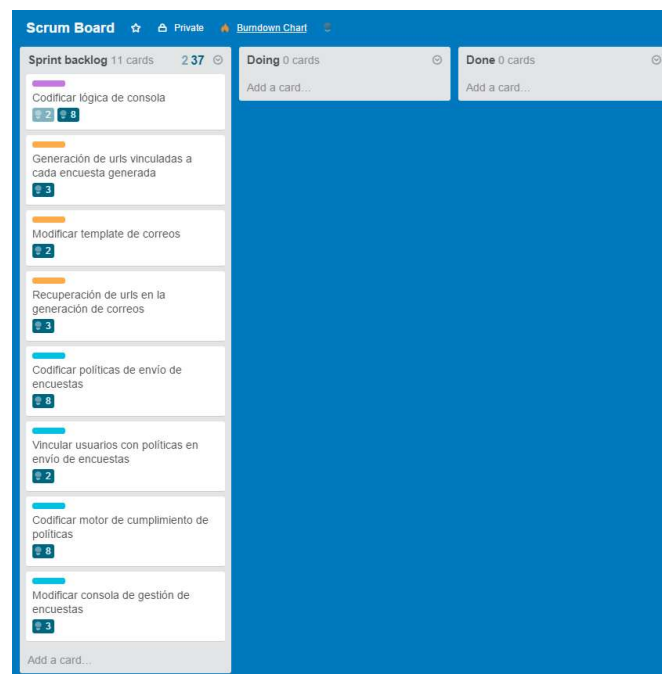 Scrum Board Private Burndown Chart
Sprint backlog 11 cards 2 37
Codificar lógica de consola
2 8
Generación de urls vinculadas a
cada encuesta generada
3
Modificar template de correos
2
Recuperación de urls en la
generación de correos
3
Codificar políticas de envío de
encuestas
8
Vincular usuarios con políticas en
envío de encuestas
2
Codificar motor de cumplimiento de
políticas
8
Modificar consola de gestión de
encuestas
3
Add a card...
Doing 0 cards
Add a card...
Done 0 cards
Add a card...